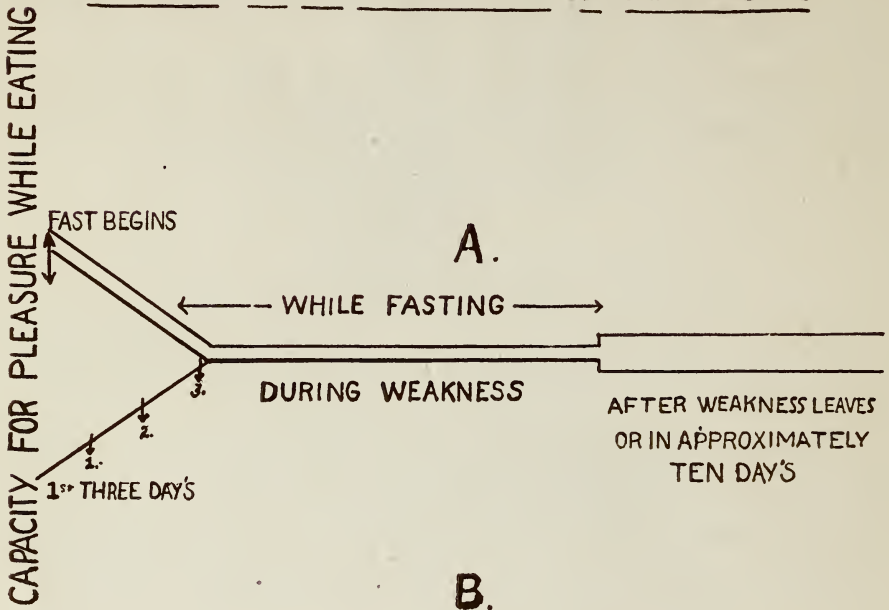 CAPACITY FOR PLEASURE WHILE EATING
FAST BEGINS
A.
WHILE FASTING
1.
2.
3.
1ST THREE DAY'S
DURING WEAKNESS
AFTER WEAKNESS LEAVES
OR IN APPROXIMATELY
TEN DAY'S
B.